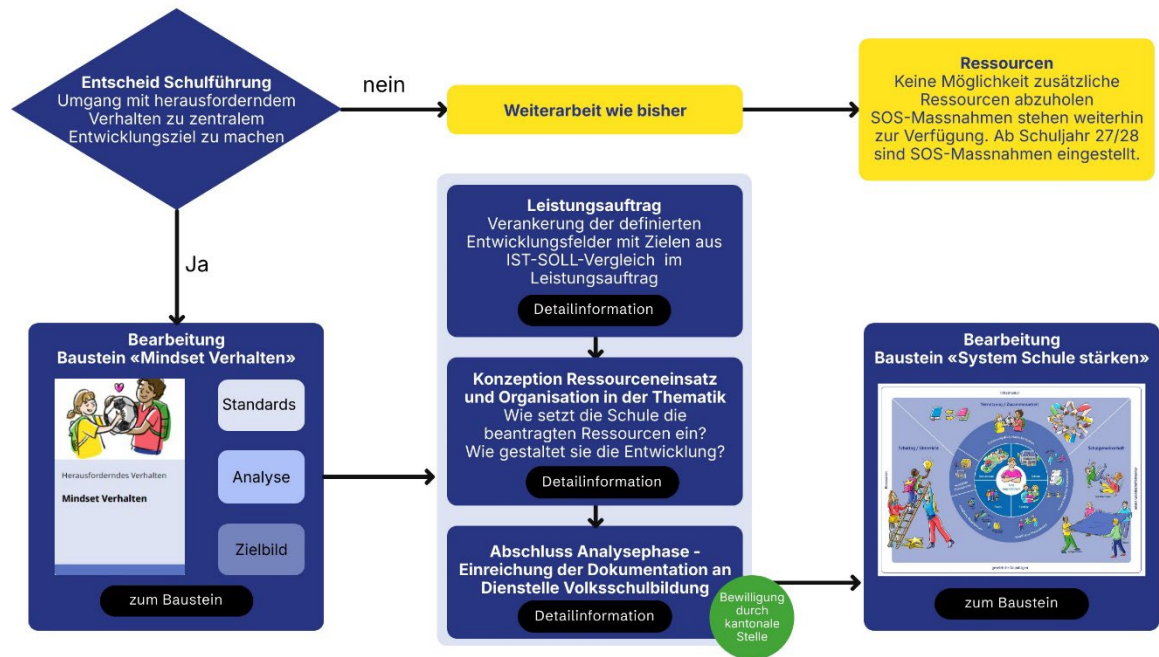 Entscheid Schulführung
Umgang mit herausforderndem
Verhalten zu zentralem
Entwicklungsziel zu machen
nein
Weiterarbeit wie bisher
Ressourcen
Keine Möglichkeit zusätzliche
Ressourcen abzuholen
SOS-Massnahmen stehen weiterhin
zur Verfügung. Ab Schuljahr 27/28
sind SOS-Massnahmen eingestellt.
Ja
Bearbeitung
Baustein «Mindset Verhalten»
Herausforderndes Verhalten
Mindset Verhalten
Standards
Analyse
Zielbild
zum Baustein
Leistungsauftrag
Verankerung der definierten
Entwicklungsfelder mit Zielen aus
IST-SOLL-Vergleich im
Leistungsauftrag
Detailinformation
Konzeption Ressourceneinsatz
und Organisation in der Thematik
Wie setzt die Schule die
beantragten Ressourcen ein?
Wie gestaltet sie die Entwicklung?
Detailinformation
Abschluss Analysephase -
Einreichung der Dokumentation an
Dienstelle Volksschulbildung
Detailinformation
Bewilligung
durch
kantonale
Stelle
Bearbeitung
Baustein «System Schule stärken»
zum Baustein